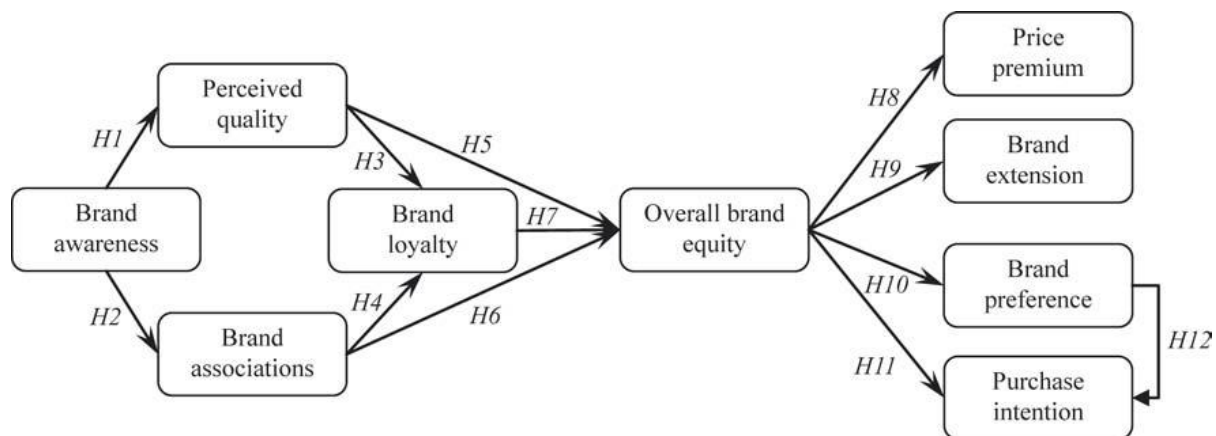 Price
premium
H8
Perceived
quality
H1
H5
H3
Brand
extension
H9
Brand
awareness
Brand
loyalty
H7
Overall brand
equity
H2
H4
H6
Brand
associations
H10
Brand
preference
H12
H11
Purchase
intention